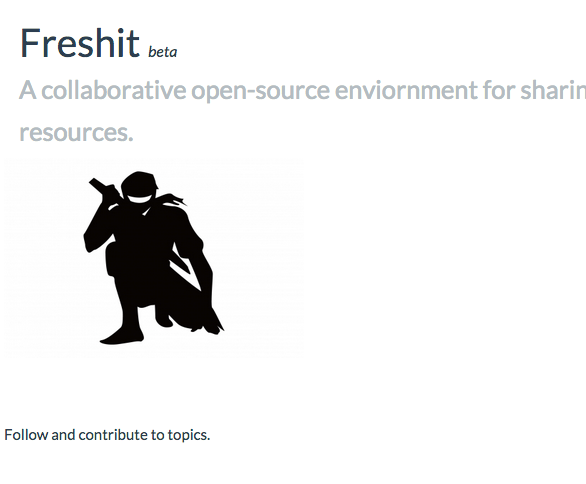 Freshit beta
A collaborative open-source enviornment for sharin
resources.
Follow and contribute to topics.